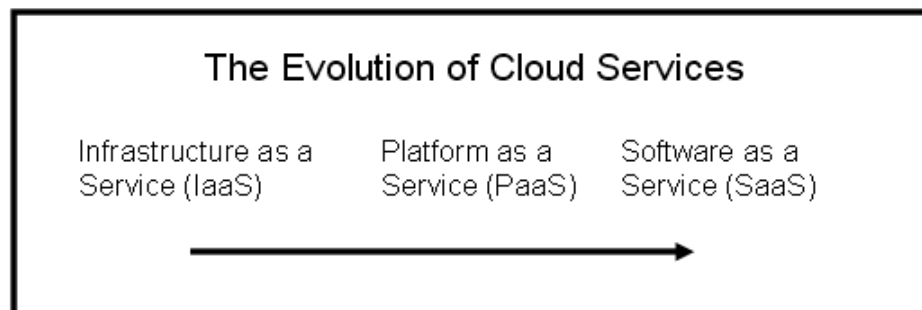 The Evolution of Cloud Services
Infrastructure as a
Service (IaaS)
Platform as a
Service (PaaS)
Software as a
Service (SaaS)